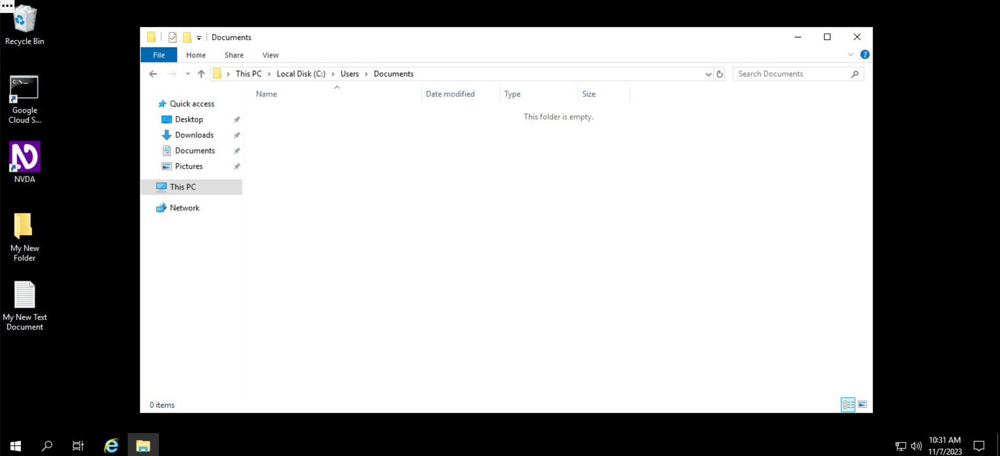 Recycle Bin
C:\_
Google
Cloud S...
NVDA
My New
Folder
My New Text
Document
Documents
File Home Share View
This PC > Local Disk (C:) > Users > Documents
Search Documents
Name Date modified Type Size
This folder is empty.
Quick access
Desktop
Downloads
Documents
Pictures
This PC
Network
0 items
10:31 AM
11/7/2023